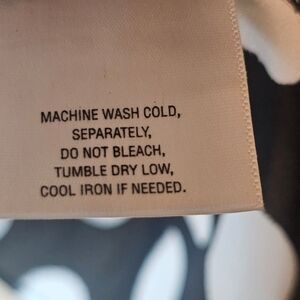 MACHINE WASH COLD,
SEPARATELY,
DO NOT BLEACH,
TUMBLE DRY LOW,
COOL IRON IF NEEDED.